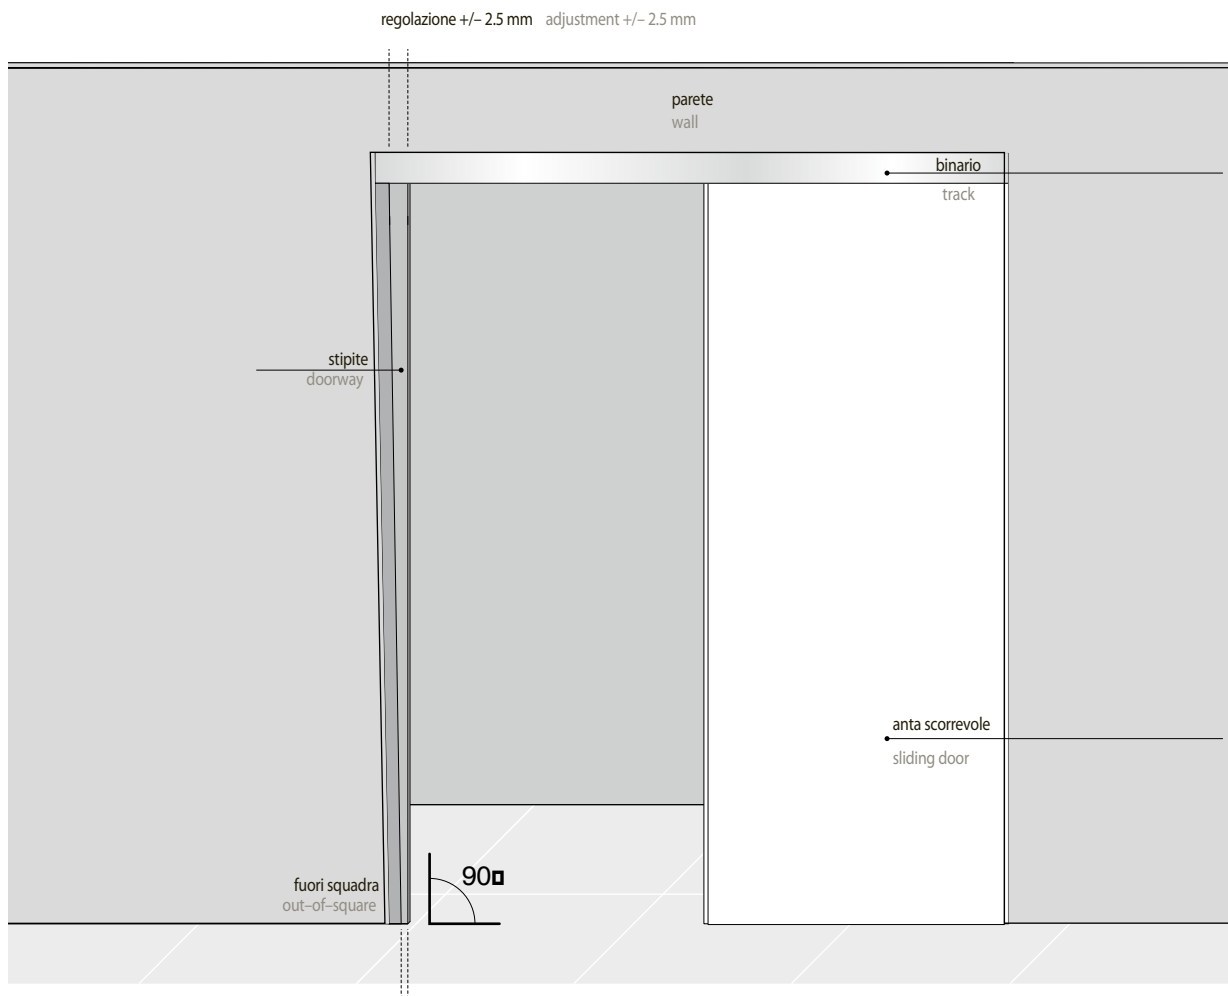 regolazione +/– 2.5 mm adjustment +/– 2.5 mm
parete
wall
binario
track
stipite
doorway
anta scorrevole
sliding door
fuori squadra
out–of–square
90